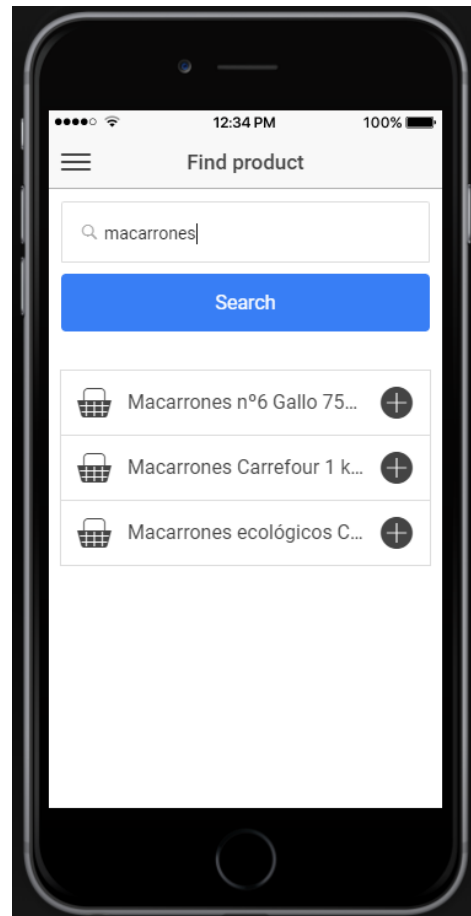 12:34 PM 100%
Find product
macarrones
Search
Macarrones nº6 Gallo 75...
Macarrones Carrefour 1 k...
Macarrones ecológicos C...